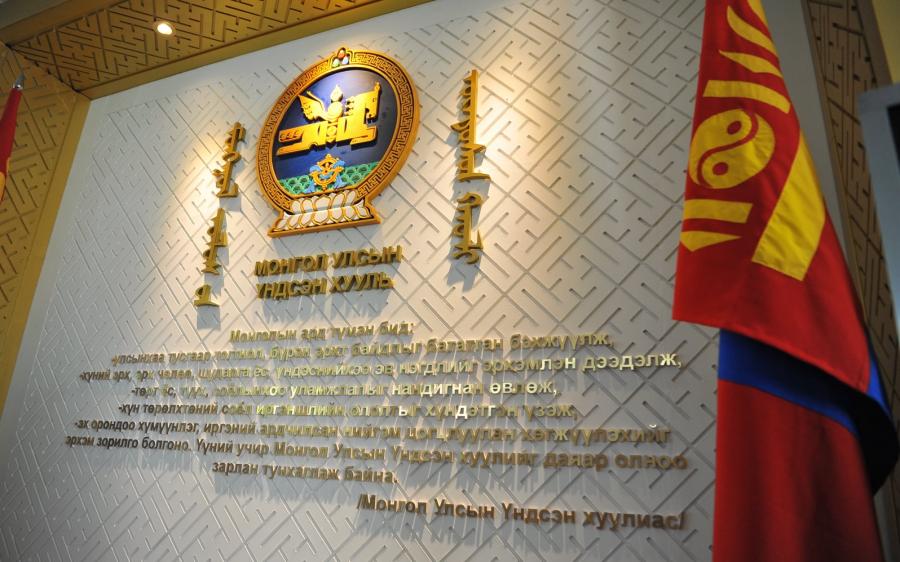 МОНГОЛ УЛСЫН
ҮНДСЭН ХУУЛЬ
Монголын ард түмэн бид:
-улсынхаа тусгаар тогтнол, бүрэн эрхт байдлыг бататган бэхжүүлж,
-хүний эрх, эрх чөлөө, шударга ёс, үндэснийхээ эв нэгдлийг эрхэмлэн дээдэлж,
-төрт ёс, түүх, соёлынхоо уламжлалыг нандигнан өвлөж,
-хүн төрөлхтөний соёл иргэншлийн ололтыг хүндэтгэн үзэж,
-эх орондоо хүмүүнлэг, иргэний ардчилсан нийгэм цогцлуулан хөгжүүлэхийг
эрхэм зорилго болгоно. Үүний учир Монгол Улсын Үндсэн хуулийг даяар олноо
зарлан тунхаглаж байна.
/Монгол Улсын Үндсэн хуулиас/